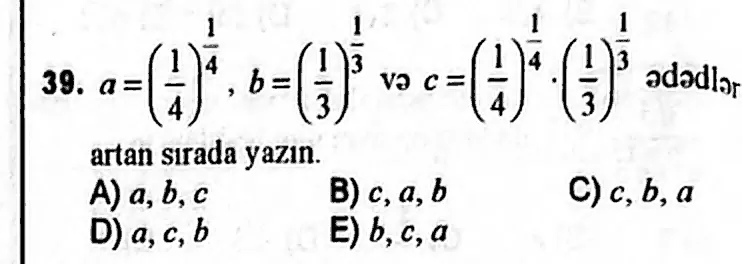 39. a = (1/4)^(1/4), b = (1/3)^(1/3) və c = (1/4)^(1/4) · (1/3)^(1/3) ədədlər
artan sırada yazın.
A) a, b, c B) c, a, b C) c, b, a
D) a, c, b E) b, c, a